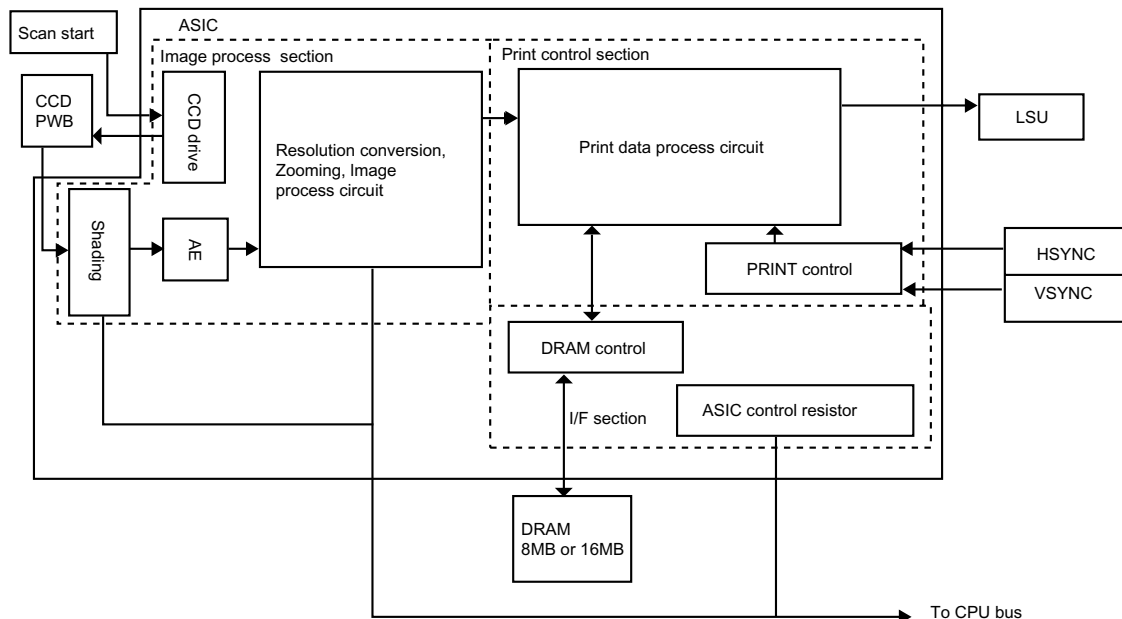 Scan start
ASIC
Image process section
Print control section
CCD
PWB
CCD drive
Resolution conversion,
Zooming, Image
process circuit
Print data process circuit
LSU
Shading
AE
PRINT control
HSYNC
VSYNC
DRAM control
I/F section
ASIC control resistor
DRAM
8MB or 16MB
To CPU bus